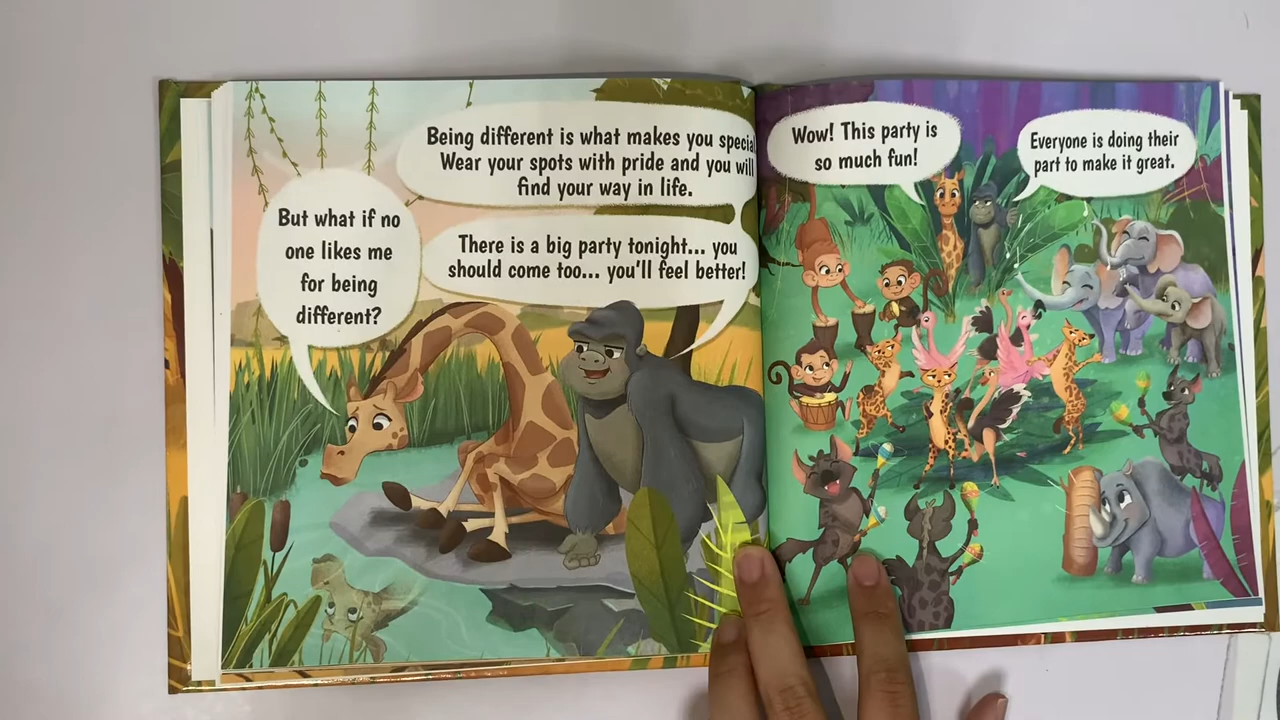 But what if no
one likes me
for being
different?
Being different is what makes you special
Wear your spots with pride and you will
find your way in life.
There is a big party tonight... you
should come too... you'll feel better!
Wow! This party is
so much fun!
Everyone is doing their
part to make it great.